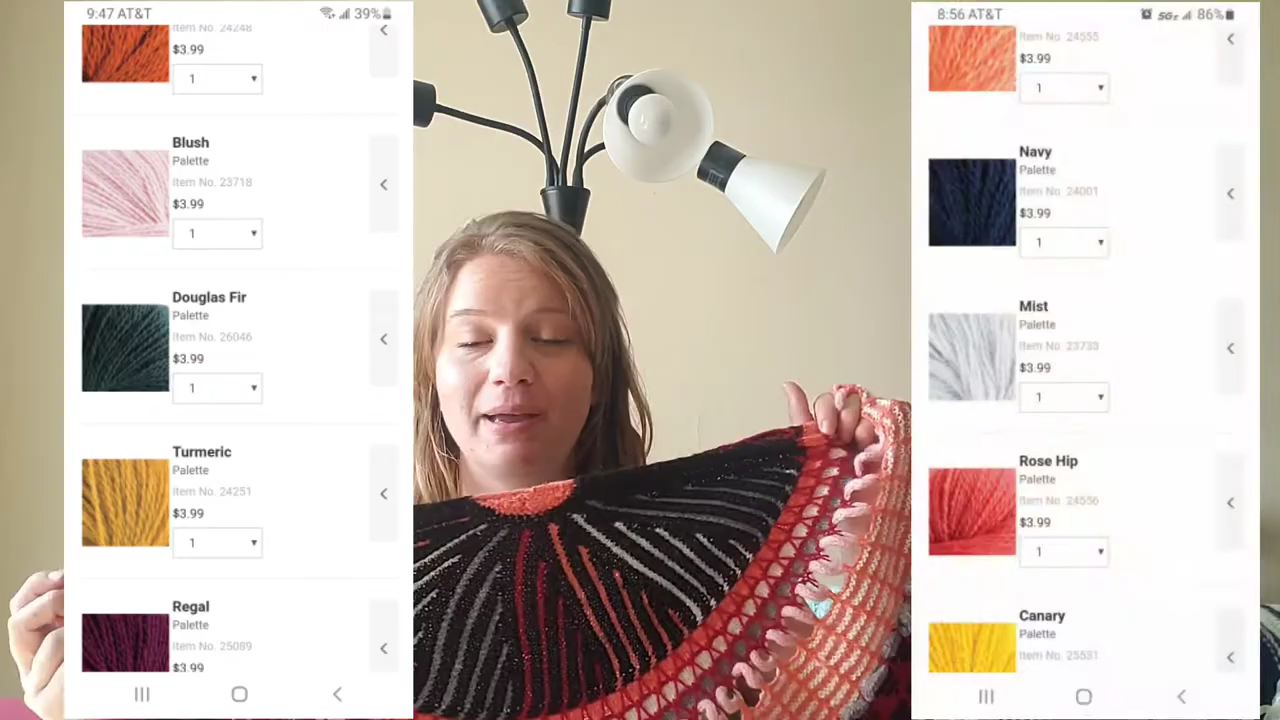 9:47 AT&T 39%
Item No. 24248
$3.99
1
Blush
Palette
Item No. 23718
$3.99
1
Douglas Fir
Palette
Item No. 26046
$3.99
1
Turmeric
Palette
Item No. 24251
$3.99
1
Regal
Palette
Item No. 25089
$3.99
8:56 AT&T 5G 86%
Item No. 24555
$3.99
1
Navy
Palette
Item No. 24001
$3.99
1
Mist
Palette
Item No. 23733
$3.99
1
Rose Hip
Palette
Item No. 24556
$3.99
1
Canary
Palette
Item No. 25531